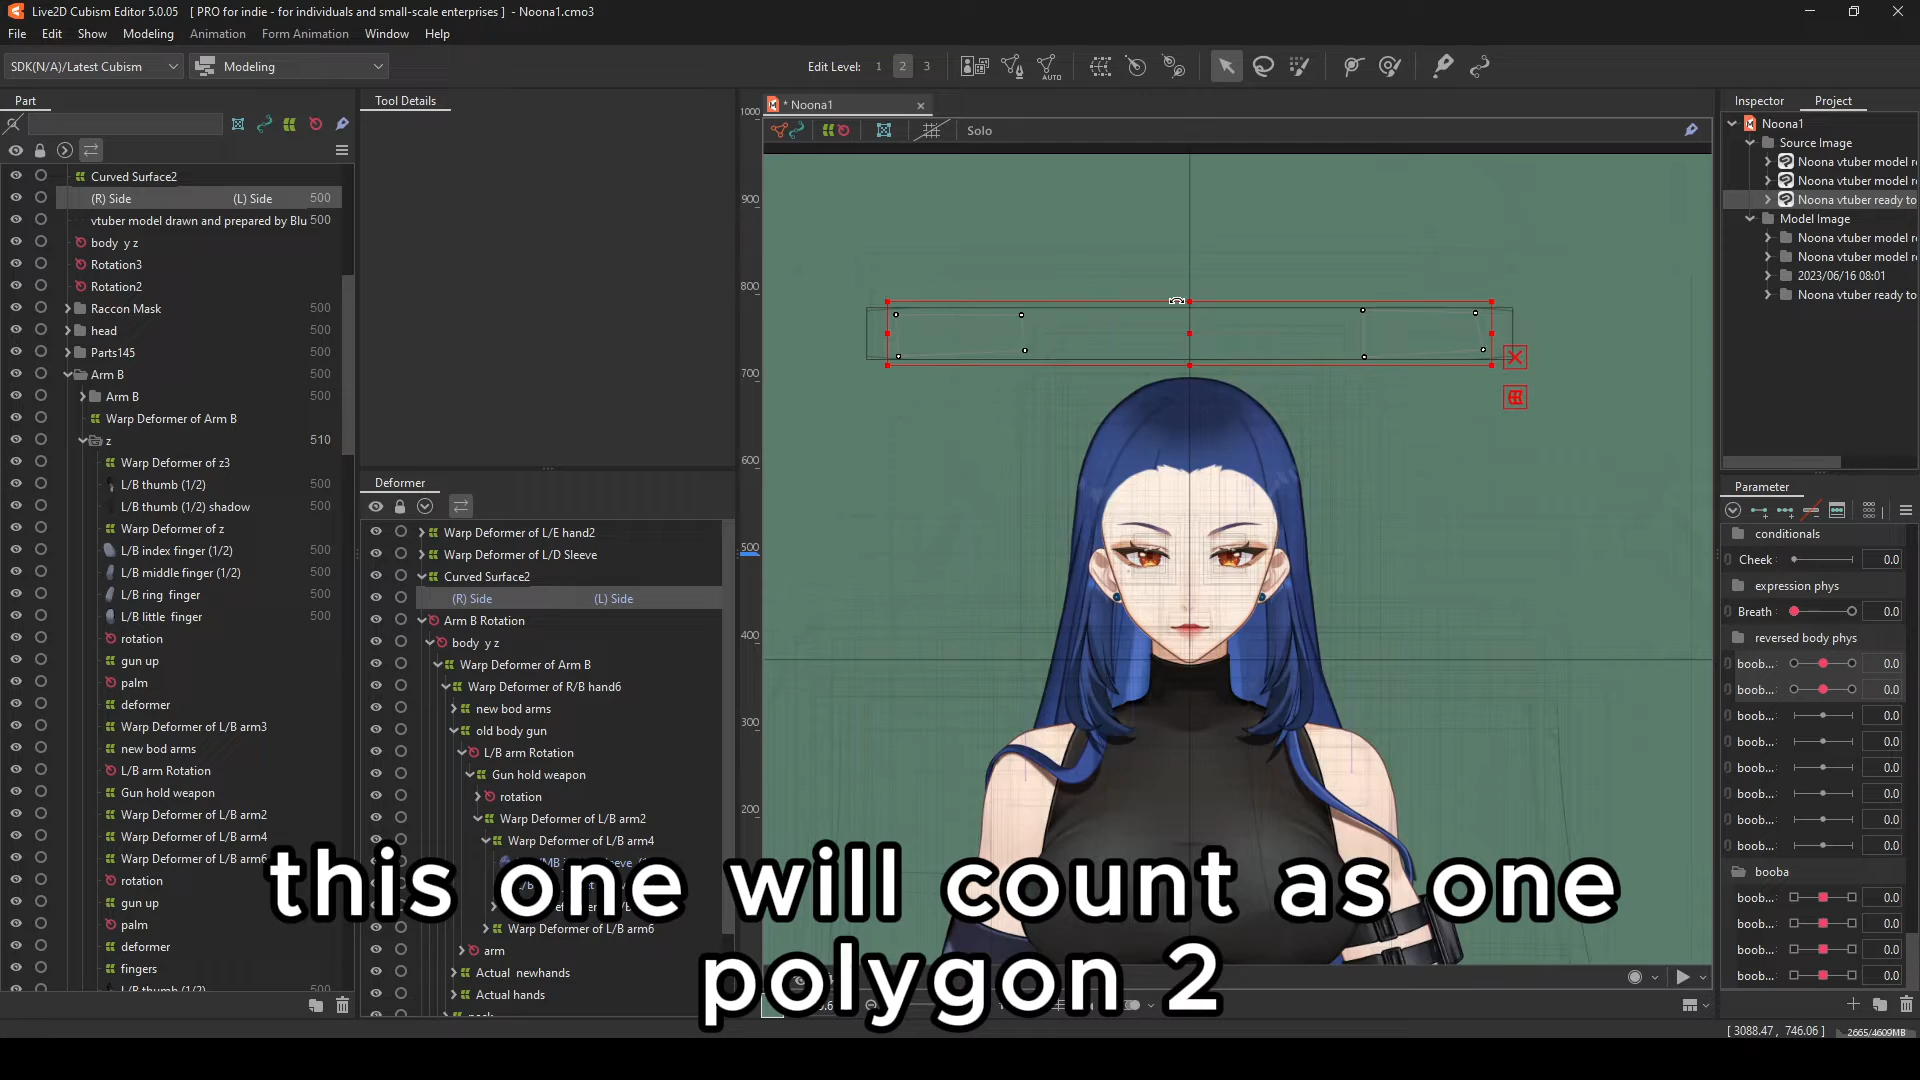 Live2D Cubism Editor 5.0.05 [ PRO for indie - for individuals and small-scale enterprises ] - Noona1.cmo3
File Edit Show Modeling Animation Form Animation Window Help
SDK(N/A)/Latest Cubism Modeling Edit Level: 1 2 3 AUTO
Part
Curved Surface2
(R) Side (L) Side 500
vtuber model drawn and prepared by Blu 500
body y z
Rotation3
Rotation2
Raccon Mask 500
head 500
Parts145 500
Arm B 500
Arm B 500
Warp Deformer of Arm B
z 510
Warp Deformer of z3
L/B thumb (1/2) 500
L/B thumb (1/2) shadow 500
Warp Deformer of z
L/B index finger (1/2) 500
L/B middle finger (1/2) 500
L/B ring finger 500
L/B little finger 500
rotation
gun up
palm
deformer
Warp Deformer of L/B arm3
new bod arms
L/B arm Rotation
Gun hold weapon
Warp Deformer of L/B arm2
Warp Deformer of L/B arm4
Warp Deformer of L/B arm6
rotation
gun up
palm
deformer
fingers
Tool Details
Deformer
Warp Deformer of L/E hand2
Warp Deformer of L/D Sleeve
Curved Surface2
(R) Side (L) Side
Arm B Rotation
body y z
Warp Deformer of Arm B
Warp Deformer of R/B hand6
new bod arms
old body gun
L/B arm Rotation
Gun hold weapon
rotation
Warp Deformer of L/B arm2
Warp Deformer of L/B arm4
Warp Deformer of L/B arm6
arm
Actual newhands
Actual hands
* Noona1
Solo
1000
900
800
700
600
500
400
300
200
this one will count as one
polygon 2
Inspector Project
Noona1
Source Image
Noona vtuber model r
Noona vtuber model r
Noona vtuber ready to
Model Image
Noona vtuber model r
Noona vtuber model r
2023/06/16 08:01
Noona vtuber ready to
Parameter
conditionals
Cheek 0.0
expression phys
Breath 0.0
reversed body phys
boob... 0.0
boob... 0.0
boob... 0.0
boob... 0.0
boob... 0.0
boob... 0.0
boob... 0.0
boob... 0.0
booba
boob... 0.0
boob... 0.0
boob... 0.0
boob... 0.0
[ 3088.47 , 746.06 ] 2665/4609MB